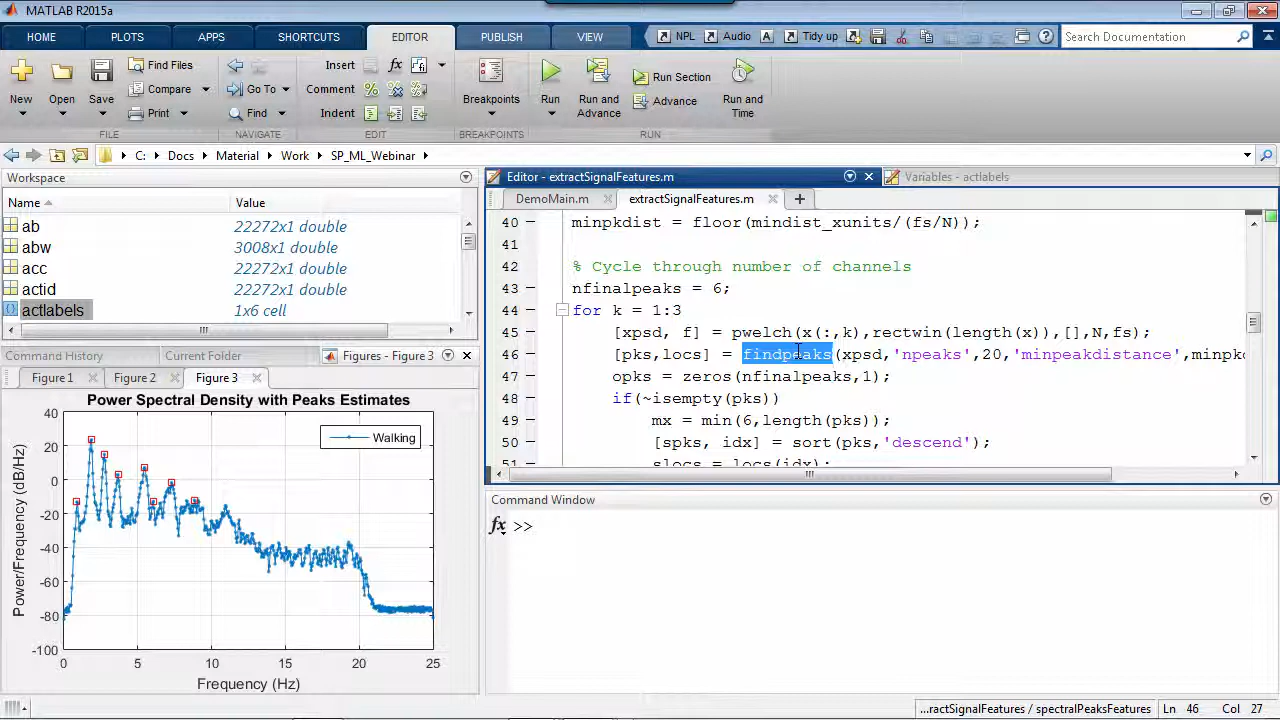 MATLAB R2015a
HOME PLOTS APPS SHORTCUTS EDITOR PUBLISH VIEW NPL Audio A Tidy up Search Documentation
New Open Save Find Files Compare Print
Go To Find
Insert fx
Comment
Indent
Breakpoints
Run Run and Advance Run Section Advance Run and Time
FILE NAVIGATE EDIT BREAKPOINTS RUN
C: Docs Material Work SP_ML_Webinar
Workspace
Name Value
ab 22272x1 double
abw 3008x1 double
acc 22272x1 double
actid 22272x1 double
actlabels 1x6 cell
Command History Current Folder Figures - Figure 3
Figure 1 Figure 2 Figure 3
Power Spectral Density with Peaks Estimates
Walking
Power/Frequency (dB/Hz)
40
20
0
-20
-40
-60
-80
-100
0 5 10 15 20 25
Frequency (Hz)
Editor - extractSignalFeatures.m Variables - actlabels
DemoMain.m extractSignalFeatures.m
40 minpkdist = floor(mindist_xunits/(fs/N));
41
42 % Cycle through number of channels
43 nfinalpeaks = 6;
44 for k = 1:3
45 [xpsd, f] = pwelch(x(:,k),rectwin(length(x)),[],N,fs);
46 [pks,locs] = findpeaks(xpsd,'npeaks',20,'minpeakdistance',minpk
47 opks = zeros(nfinalpeaks,1);
48 if(~isempty(pks))
49 mx = min(6,length(pks));
50 [spks, idx] = sort(pks,'descend');
51 slocs = locs(idx);
Command Window
fx >>
...ractSignalFeatures / spectralPeaksFeatures Ln 46 Col 27